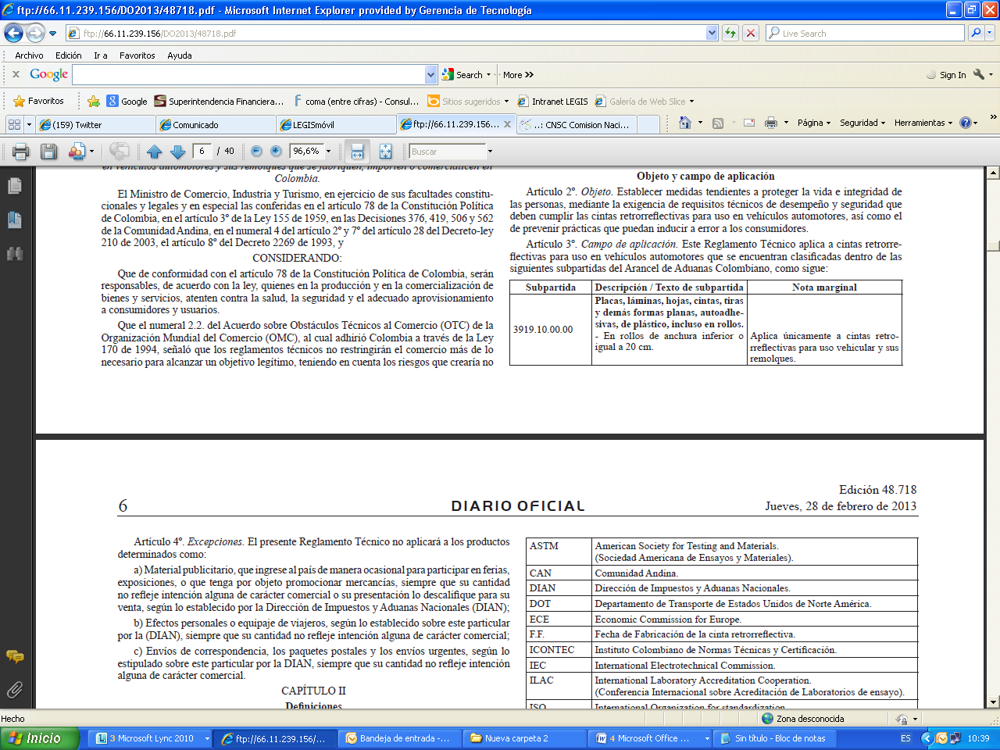 ftp://66.11.239.156/DO2013/48718.pdf - Microsoft Internet Explorer provided by Gerencia de Tecnología
ftp://66.11.239.156/DO2013/48718.pdf
Live Search
Archivo Edición Ir a Favoritos Ayuda
x Google Search More » Sign In
Favoritos Google Superintendencia Financiera... coma (entre cifras) - Consul... Sitios sugeridos Intranet LEGIS Galería de Web Slice
(159) Twitter Comunicado LEGISmóvil ftp://66.11.239.156... ..: CNSC Comision Naci... Página Seguridad Herramientas »
6 / 40 96,6% Buscar
en vehículos automotores y sus remolques que se fabriquen, importen o comercialicen en
Colombia.
El Ministro de Comercio, Industria y Turismo, en ejercicio de sus facultades constitu-
cionales y legales y en especial las conferidas en el artículo 78 de la Constitución Política
de Colombia, en el artículo 3º de la Ley 155 de 1959, en las Decisiones 376, 419, 506 y 562
de la Comunidad Andina, en el numeral 4 del artículo 2º y 7º del artículo 28 del Decreto-ley
210 de 2003, el artículo 8º del Decreto 2269 de 1993, y
CONSIDERANDO:
Que de conformidad con el artículo 78 de la Constitución Política de Colombia, serán
responsables, de acuerdo con la ley, quienes en la producción y en la comercialización de
bienes y servicios, atenten contra la salud, la seguridad y el adecuado aprovisionamiento
a consumidores y usuarios.
Que el numeral 2.2. del Acuerdo sobre Obstáculos Técnicos al Comercio (OTC) de la
Organización Mundial del Comercio (OMC), al cual adhirió Colombia a través de la Ley
170 de 1994, señaló que los reglamentos técnicos no restringirán el comercio más de lo
necesario para alcanzar un objetivo legítimo, teniendo en cuenta los riesgos que crearía no
Objeto y campo de aplicación
Artículo 2º. Objeto. Establecer medidas tendientes a proteger la vida e integridad de
las personas, mediante la exigencia de requisitos técnicos de desempeño y seguridad que
deben cumplir las cintas retrorreflectivas para uso en vehículos automotores, así como el
de prevenir prácticas que puedan inducir a error a los consumidores.
Artículo 3º. Campo de aplicación. Este Reglamento Técnico aplica a cintas retrorre-
flectivas para uso en vehículos automotores que se encuentran clasificadas dentro de las
siguientes subpartidas del Arancel de Aduanas Colombiano, como sigue:
Subpartida Descripción / Texto de subpartida Nota marginal
3919.10.00.00
Placas, láminas, hojas, cintas, tiras
y demás formas planas, autoadhe-
sivas, de plástico, incluso en rollos.
- En rollos de anchura inferior o
igual a 20 cm.
Aplica únicamente a cintas retro-
rreflectivas para uso vehicular y sus
remolques.
6 DIARIO OFICIAL
Edición 48.718
Jueves, 28 de febrero de 2013
Artículo 4º. Excepciones. El presente Reglamento Técnico no aplicará a los productos
determinados como:
a) Material publicitario, que ingrese al país de manera ocasional para participar en ferias,
exposiciones, o que tenga por objeto promocionar mercancías, siempre que su cantidad
no refleje intención alguna de carácter comercial o su presentación lo descalifique para su
venta, según lo establecido por la Dirección de Impuestos y Aduanas Nacionales (DIAN);
b) Efectos personales o equipaje de viajeros, según lo establecido sobre este particular
por la (DIAN), siempre que su cantidad no refleje intención alguna de carácter comercial;
c) Envíos de correspondencia, los paquetes postales y los envíos urgentes, según lo
estipulado sobre este particular por la DIAN, siempre que su cantidad no refleje intención
alguna de carácter comercial.
CAPÍTULO II
Definiciones
ASTM American Society for Testing and Materials.
(Sociedad Americana de Ensayos y Materiales).
CAN Comunidad Andina.
DIAN Dirección de Impuestos y Aduanas Nacionales.
DOT Departamento de Transporte de Estados Unidos de Norte América.
ECE Economic Commission for Europe.
F.F. Fecha de Fabricación de la cinta retrorreflectiva.
ICONTEC Instituto Colombiano de Normas Técnicas y Certificación.
IEC International Electrotechnical Commission.
ILAC International Laboratory Accreditation Cooperation.
(Conferencia Internacional sobre Acreditación de Laboratorios de ensayo).
ISO International Organization for standardization
Hecho Zona desconocida
Inicio 3 Microsoft Lync 2010 ftp://66.11.239.156/... Bandeja de entrada -... Nueva carpeta 2 4 Microsoft Office ... Sin título - Bloc de notas ES 10:39